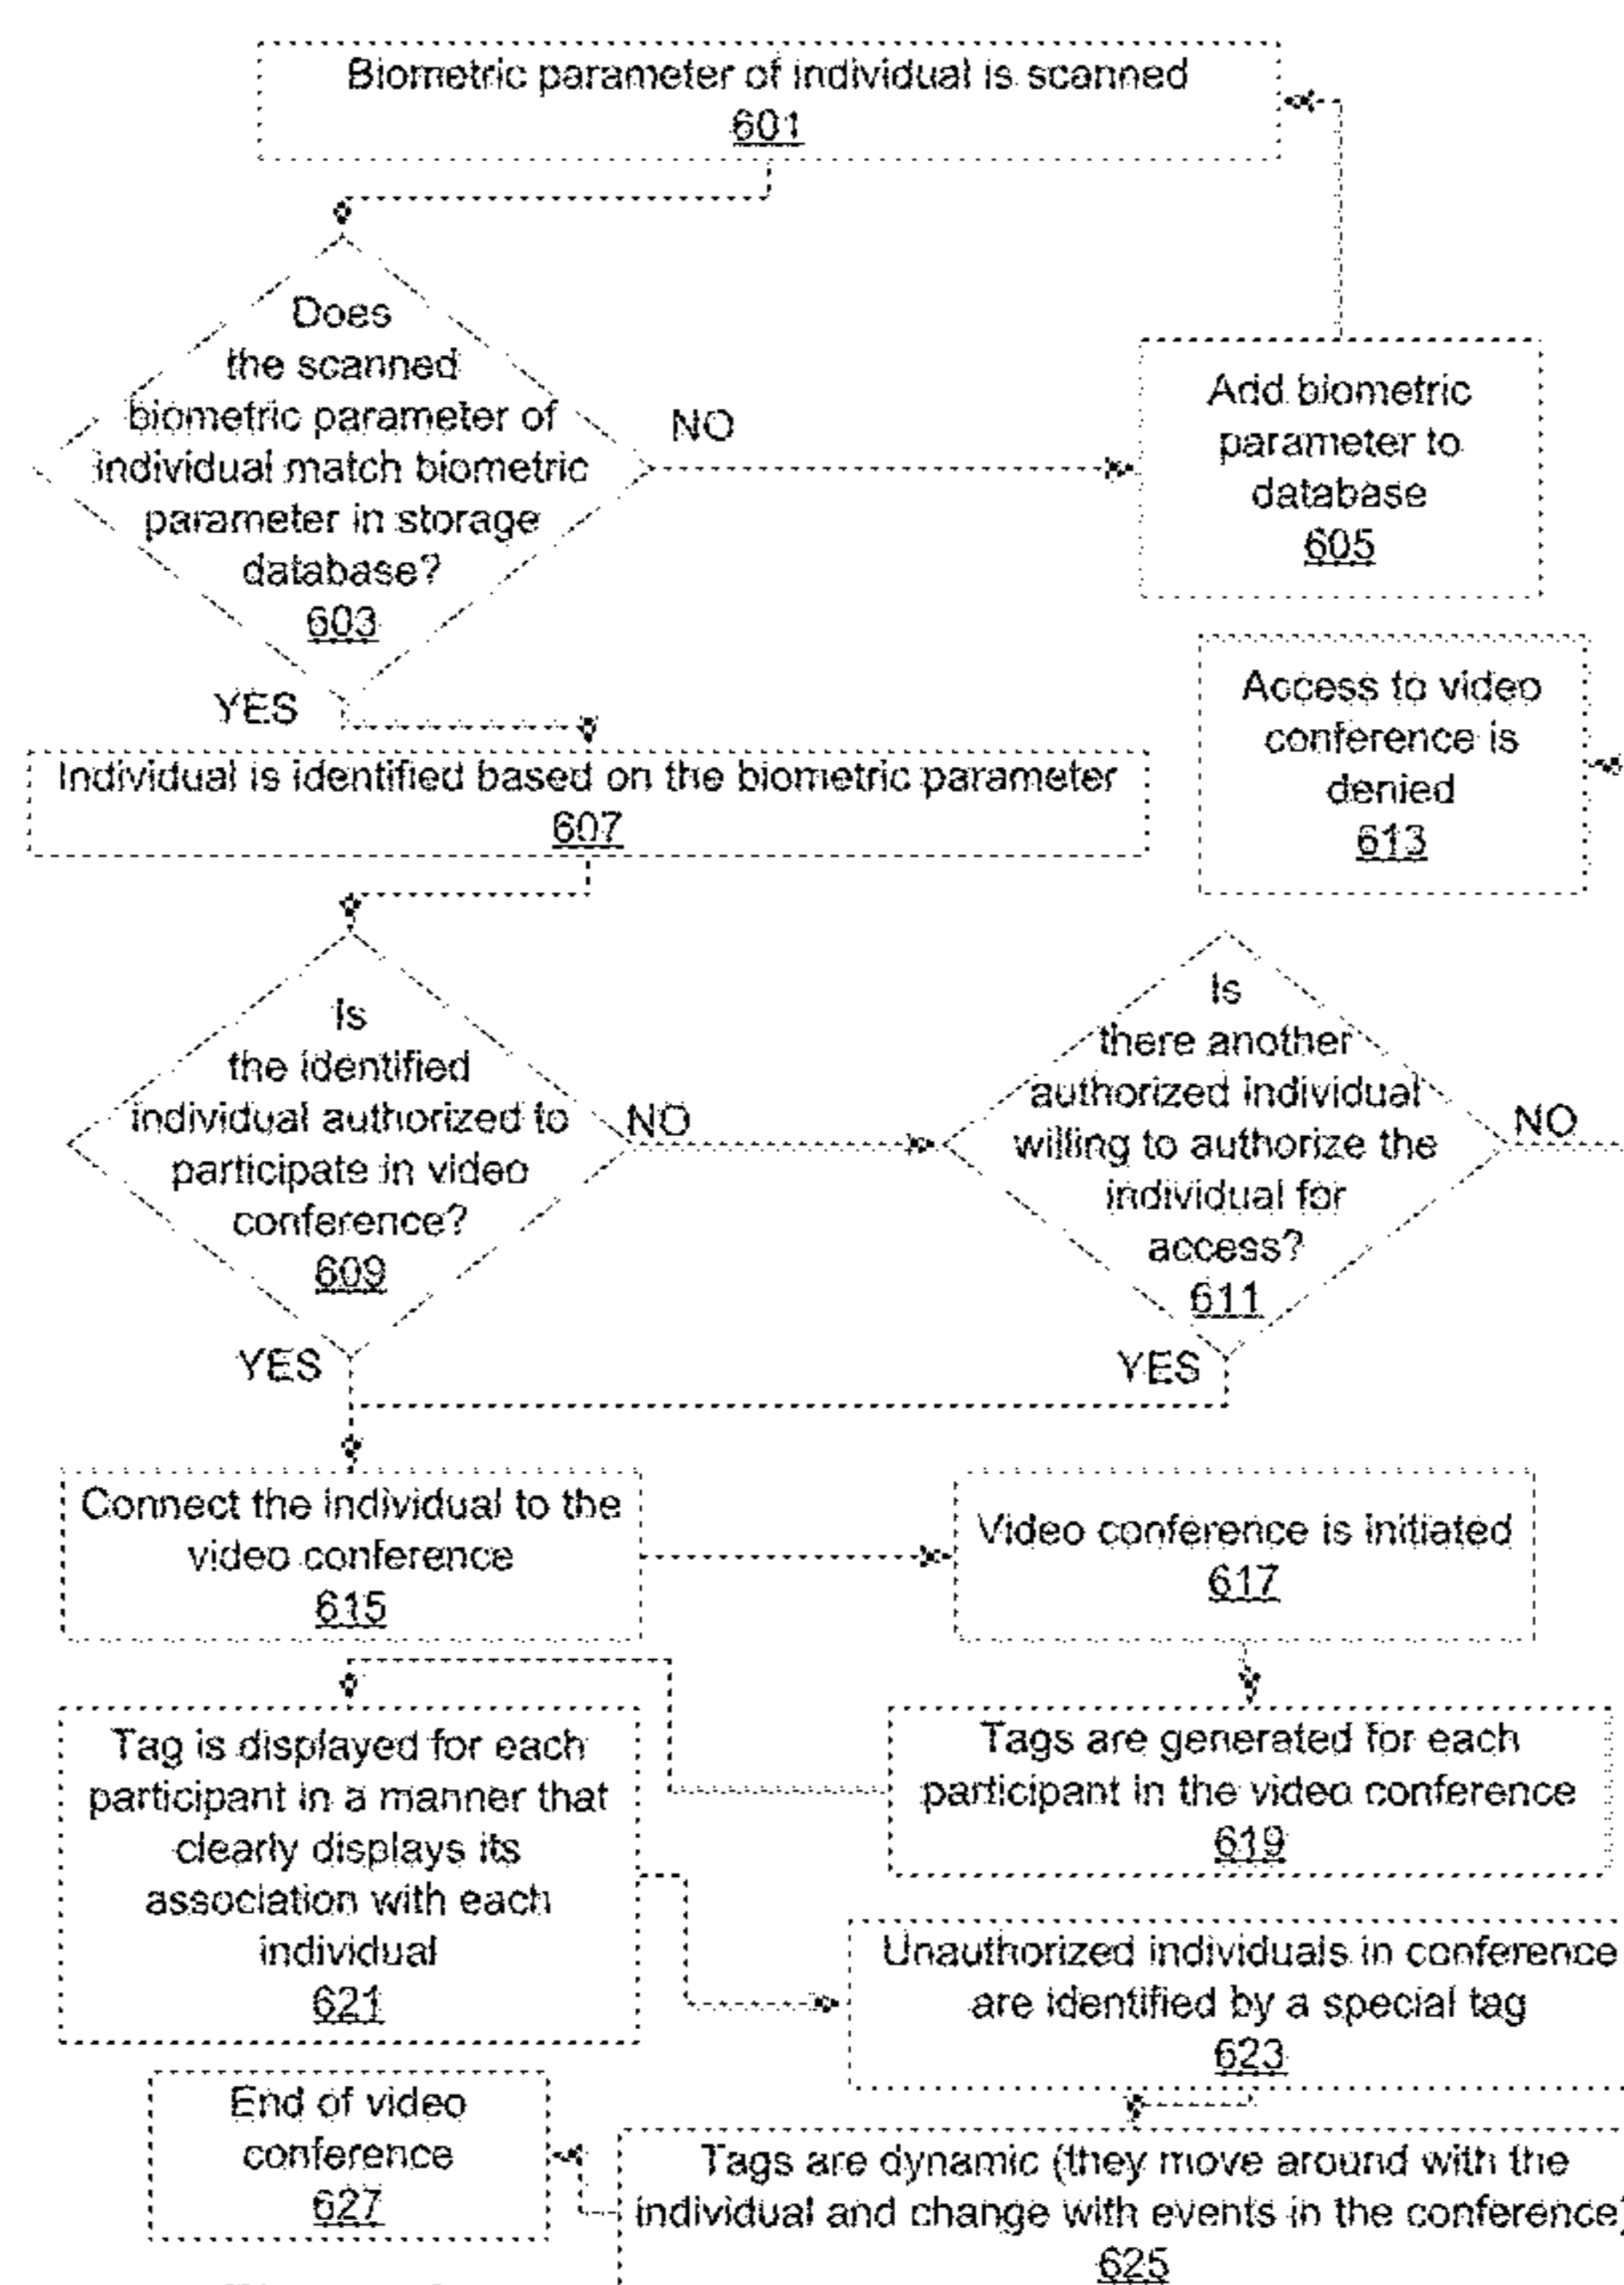 Biometric parameter of individual is scanned
601
Does
the scanned
biometric parameter of
individual match biometric
parameter in storage
database?
603
NO
Add biometric
parameter to
database
605
YES
Access to video
conference is
denied
613
Individual is identified based on the biometric parameter
607
Is
the identified
individual authorized to
participate in video
conference?
609
NO
Is
there another
authorized individual
willing to authorize the
individual for
access?
611
NO
YES
YES
Connect the individual to the
video conference
615
Video conference is initiated
617
Tag is displayed for each
participant in a manner that
clearly displays its
association with each
individual
621
Tags are generated for each
participant in the video conference
619
Unauthorized individuals in conference
are identified by a special tag
623
End of video
conference
627
Tags are dynamic (they move around with the
individual and change with events in the conference)
625